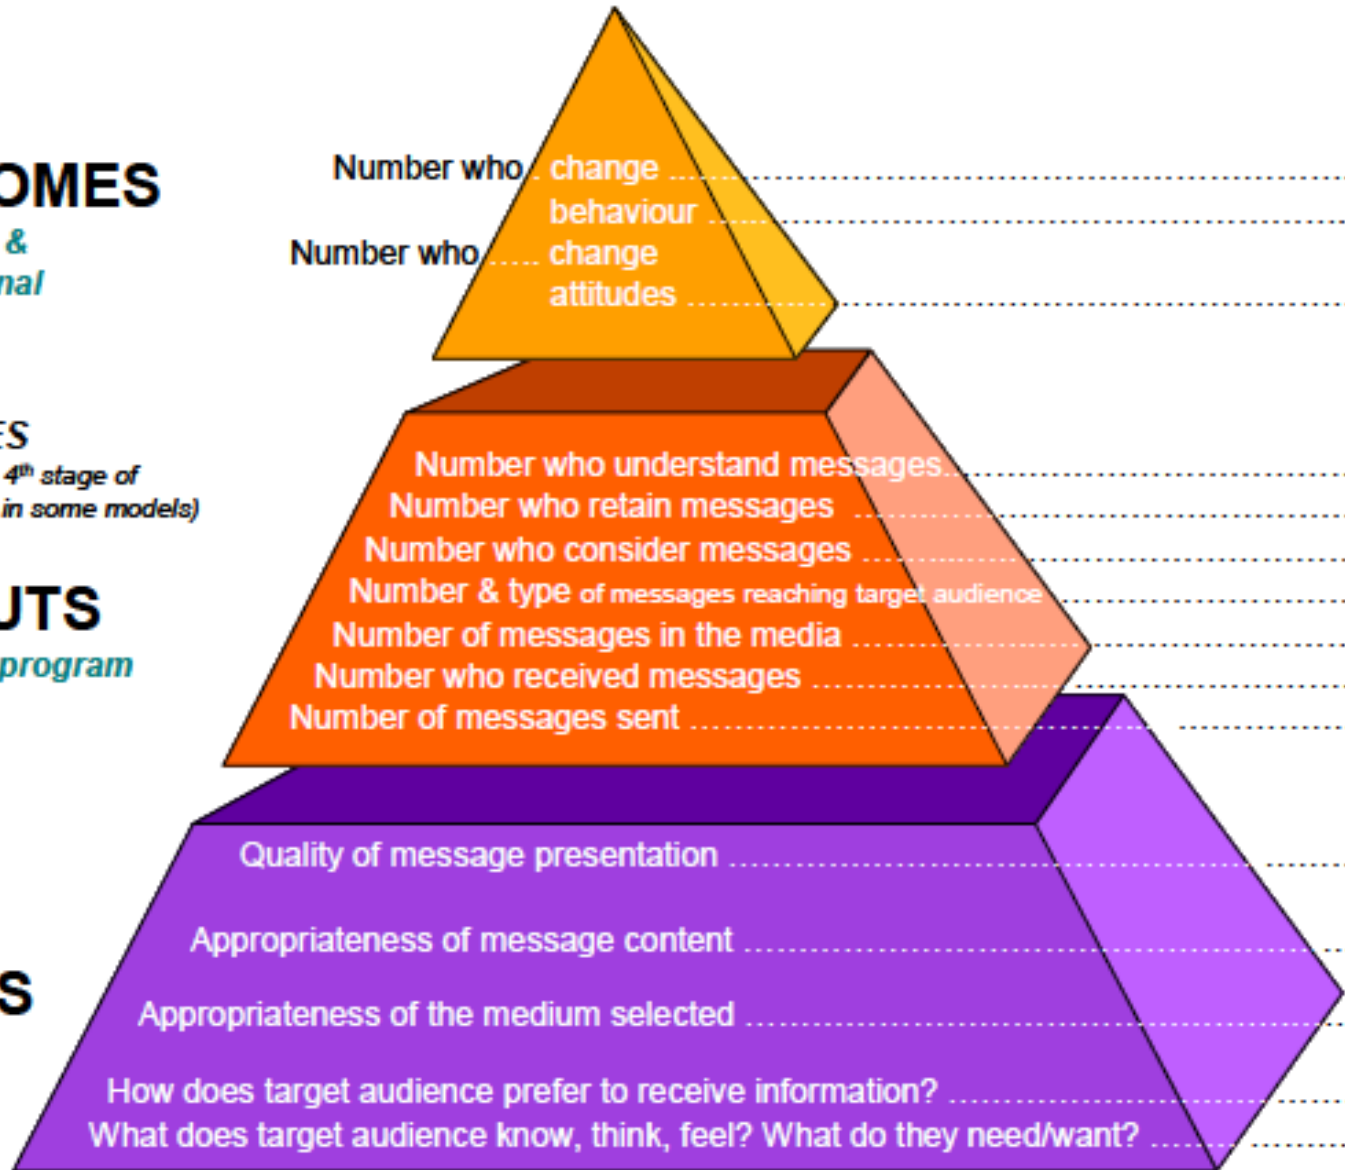 OMES
&
nal
Number who change
behaviour
Number who change
attitudes
ES
4th stage of
in some models)
UTS
program
Number who understand messages
Number who retain messages
Number who consider messages
Number & type of messages reaching target audience
Number of messages in the media
Number who received messages
Number of messages sent
S
Quality of message presentation
Appropriateness of message content
Appropriateness of the medium selected
How does target audience prefer to receive information?
What does target audience know, think, feel? What do they need/want?